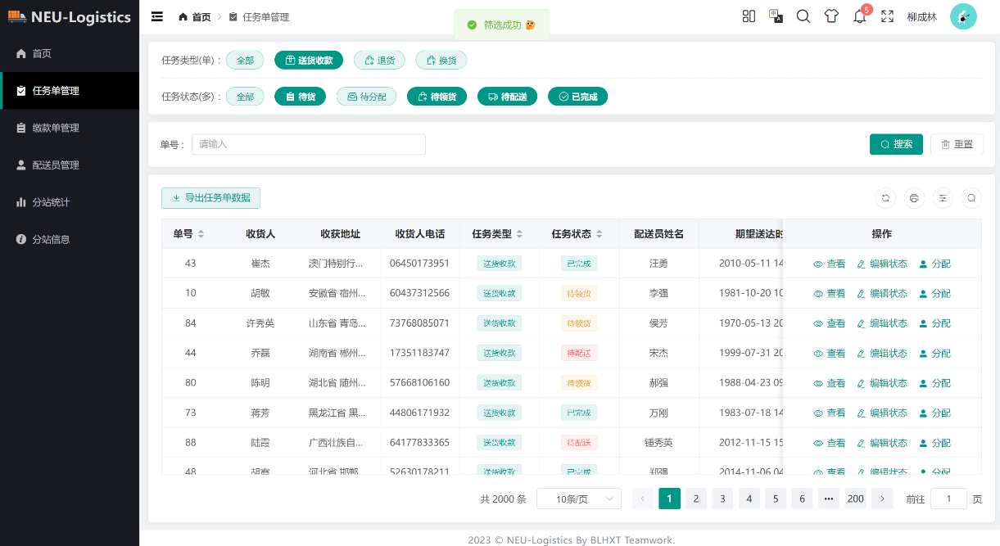 NEU-Logistics
首页
任务单管理
缴款单管理
配送员管理
分站统计
分站信息
首页 > 任务单管理
筛选成功
5
柳成林
任务类型(单)： 全部 送货收款 退货 换货
任务状态(多)： 全部 待货 待分配 待领货 待配送 已完成
单号： 请输入 搜索 重置
导出任务单数据
单号 收货人 收获地址 收货人电话 任务类型 任务状态 配送员姓名 期望送达时 操作
43 崔杰 澳门特别行... 06450173951 送货收款 已完成 汪勇 2010-05-11 14 查看 编辑状态 分配
10 胡敏 安徽省 宿州... 60437312566 送货收款 待领货 李强 1981-10-20 10 查看 编辑状态 分配
84 许秀英 山东省 青岛... 73768085071 送货收款 待领货 侯芳 1970-05-13 20 查看 编辑状态 分配
44 乔磊 湖南省 郴州... 17351183747 送货收款 待配送 宋杰 1999-07-31 20 查看 编辑状态 分配
80 陈明 湖北省 随州... 57668106160 送货收款 待领货 郝强 1988-04-23 09 查看 编辑状态 分配
73 蒋芳 黑龙江省 黑... 44806171932 送货收款 已完成 万刚 1983-07-18 14 查看 编辑状态 分配
88 陆霞 广西壮族自... 64177833365 送货收款 待配送 锺秀英 2012-11-15 15 查看 编辑状态 分配
48 胡霞 河北省 邯郸... 52630178211 送货收款 已完成 郑强 2014-11-06 04 查看 编辑状态 分配
共 2000 条 10条/页 < 1 2 3 4 5 6 ••• 200 > 前往 1 页
2023 © NEU-Logistics By BLHXT Teamwork.